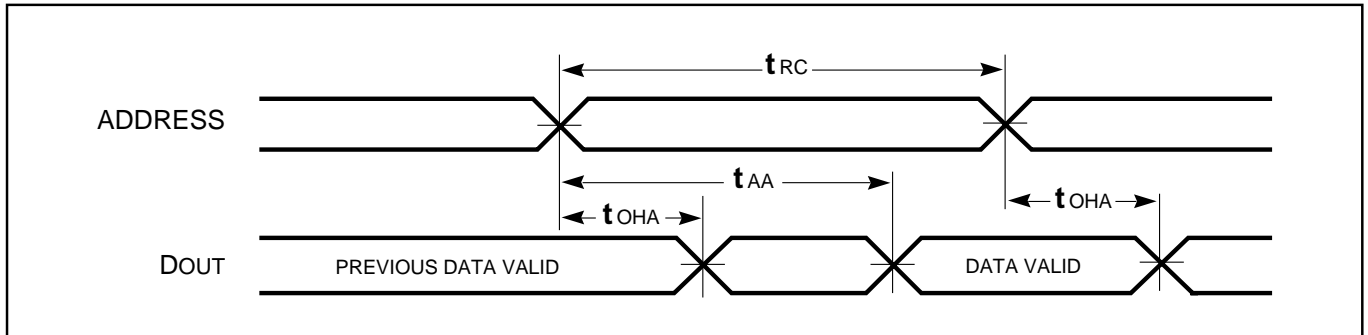 tRC
ADDRESS
tAA
tOHA
tOHA
DOUT
PREVIOUS DATA VALID
DATA VALID